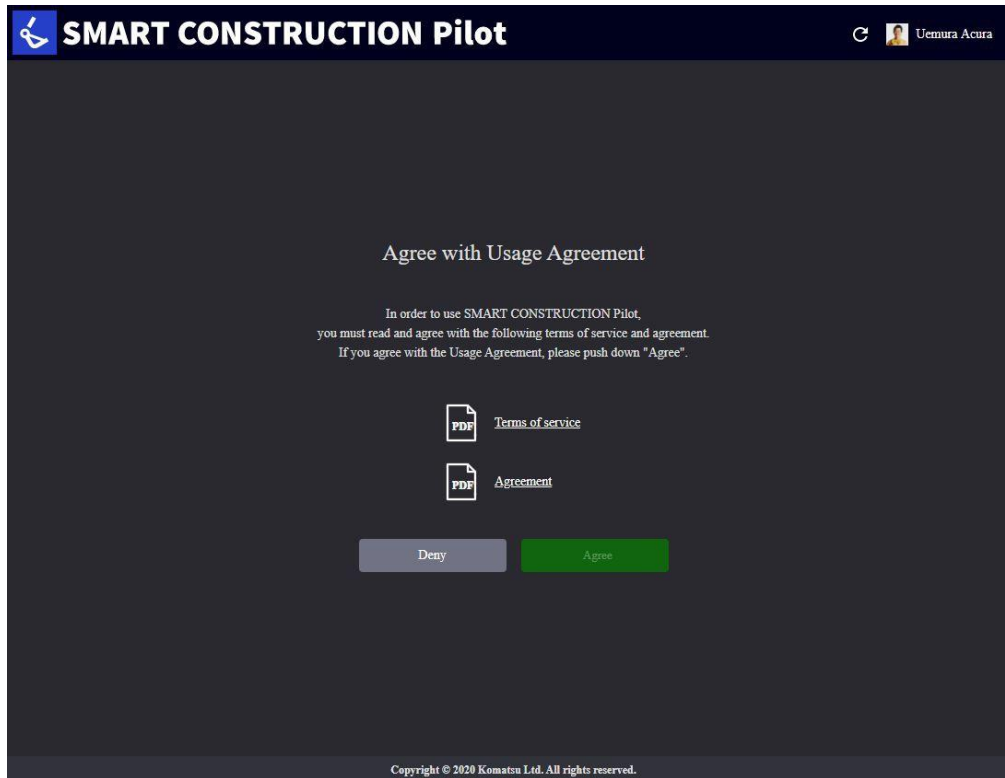 SMART CONSTRUCTION Pilot
Uemura Acura
Agree with Usage Agreement
In order to use SMART CONSTRUCTION Pilot,
you must read and agree with the following terms of service and agreement.
If you agree with the Usage Agreement, please push down "Agree".
PDF Terms of service
PDF Agreement
Deny Agree
Copyright © 2020 Komatsu Ltd. All rights reserved.